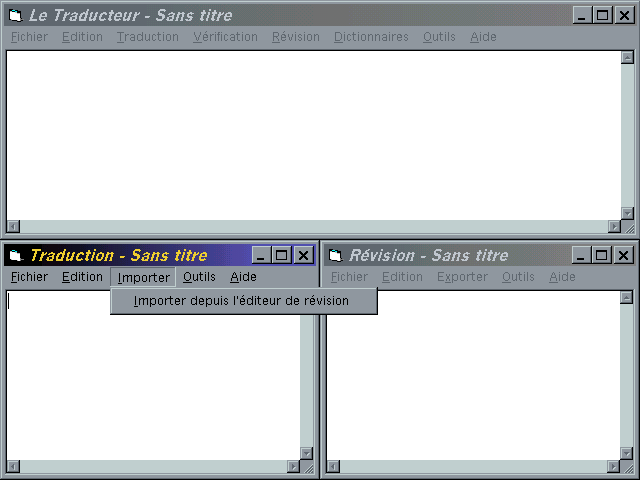 Le Traducteur - Sans titre
Fichier Edition Traduction Vérification Révision Dictionnaires Outils Aide
Traduction - Sans titre
Fichier Edition Importer Outils Aide
Importer depuis l'éditeur de révision
Révision - Sans titre
Fichier Edition Exporter Outils Aide